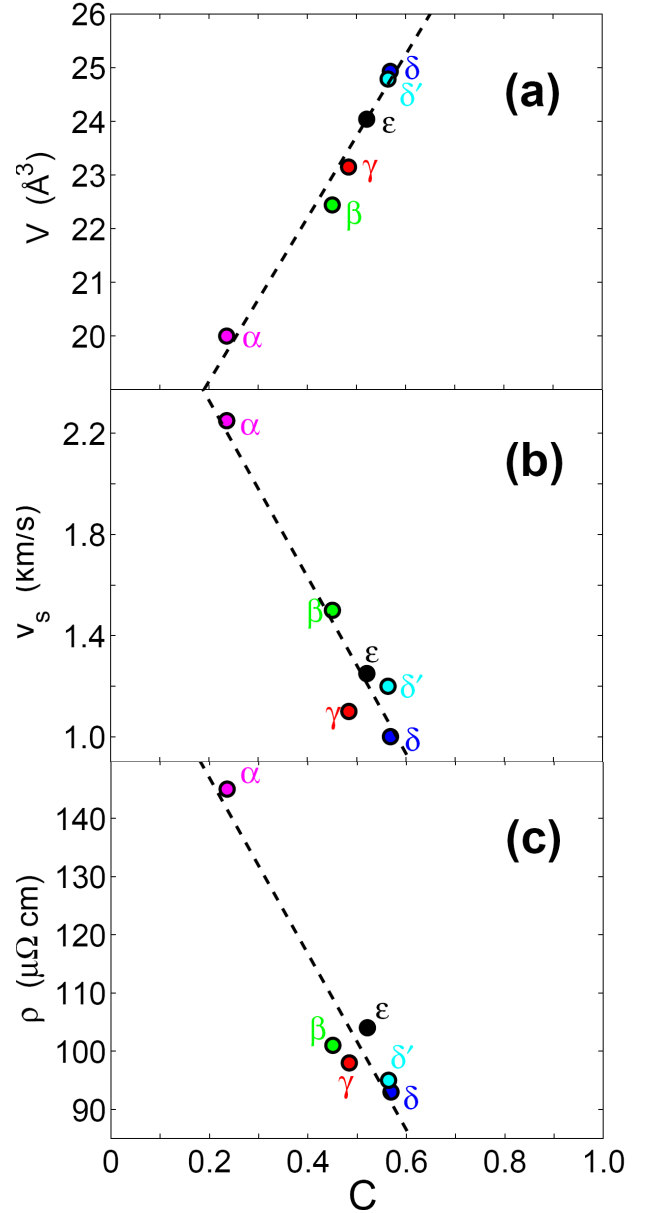 26
25
24
23
22
21
20
V (Å³)
(a)
δ
δ′
ε
γ
β
α
2.2
1.8
1.4
1.0
v_s (km/s)
(b)
α
β
ε
δ′
γ
δ
140
130
120
110
100
90
ρ (μΩ cm)
(c)
α
ε
β
δ′
γ
δ
0 0.2 0.4 0.6 0.8 1.0
C